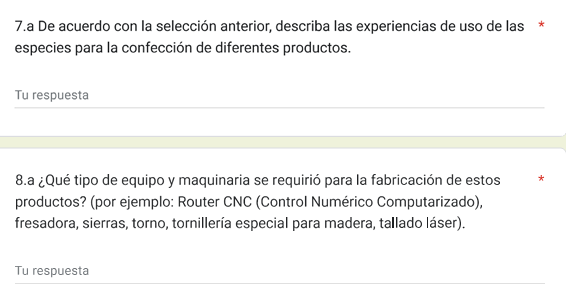 7.a De acuerdo con la selección anterior, describa las experiencias de uso de las *
especies para la confección de diferentes productos.
Tu respuesta
8.a ¿Qué tipo de equipo y maquinaria se requirió para la fabricación de estos *
productos? (por ejemplo: Router CNC (Control Numérico Computarizado),
fresadora, sierras, torno, tornillería especial para madera, tallado láser).
Tu respuesta